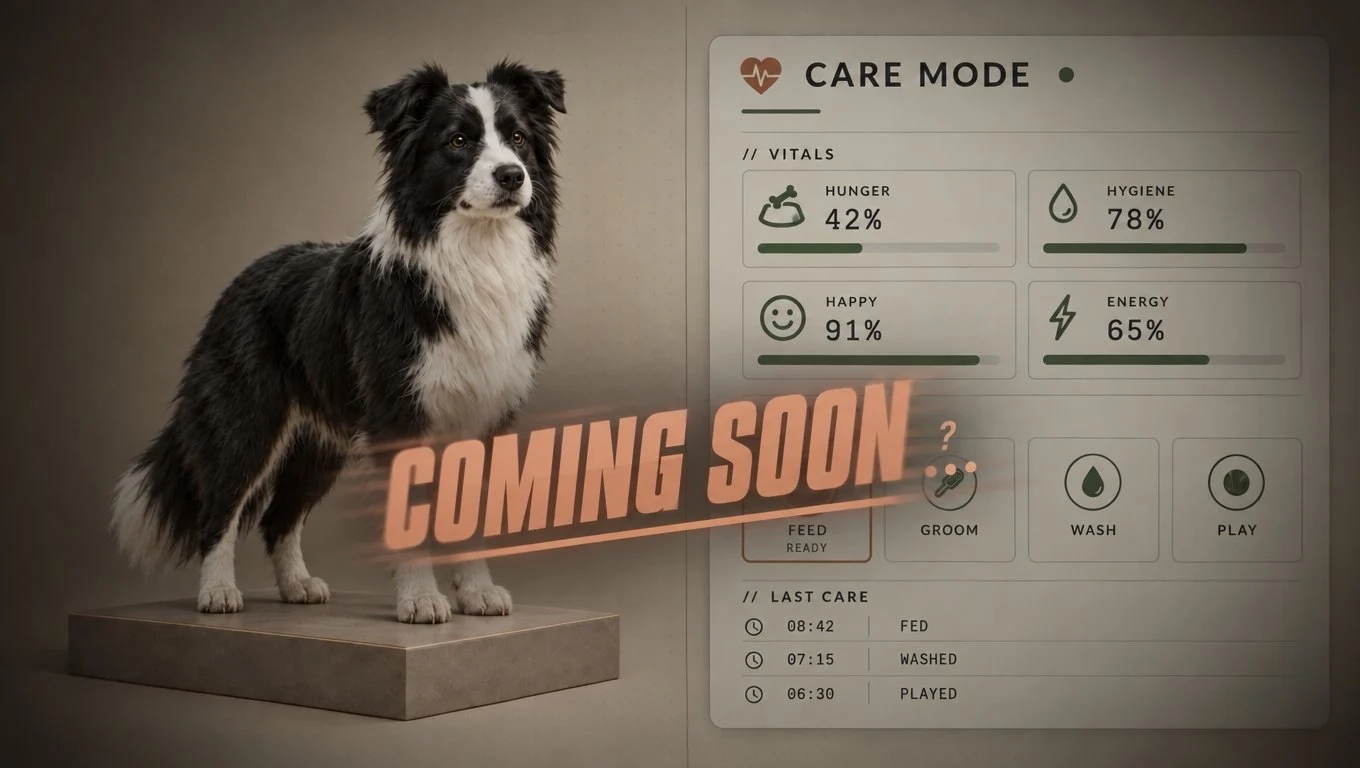 CARE MODE
// VITALS
HUNGER
42%
HYGIENE
78%
HAPPY
91%
ENERGY
65%
COMING SOON
?
FEED
READY
GROOM
WASH
PLAY
// LAST CARE
08:42 FED
07:15 WASHED
06:30 PLAYED